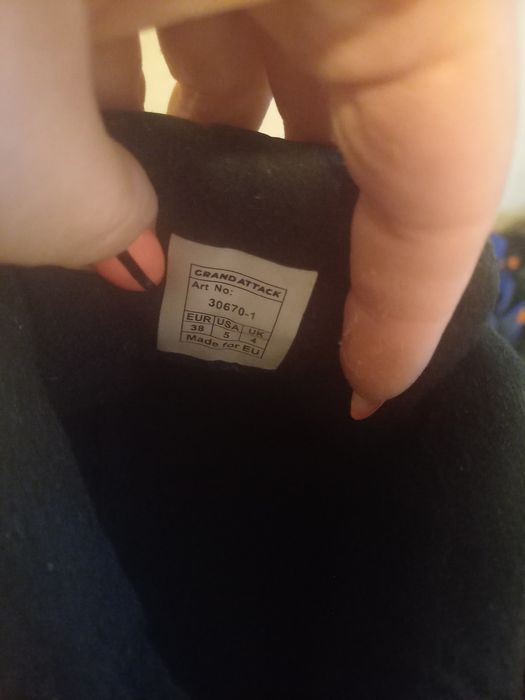 GRAND ATTACK
Art No:
30670-1
EUR USA UK
38 5 4
Made for EU